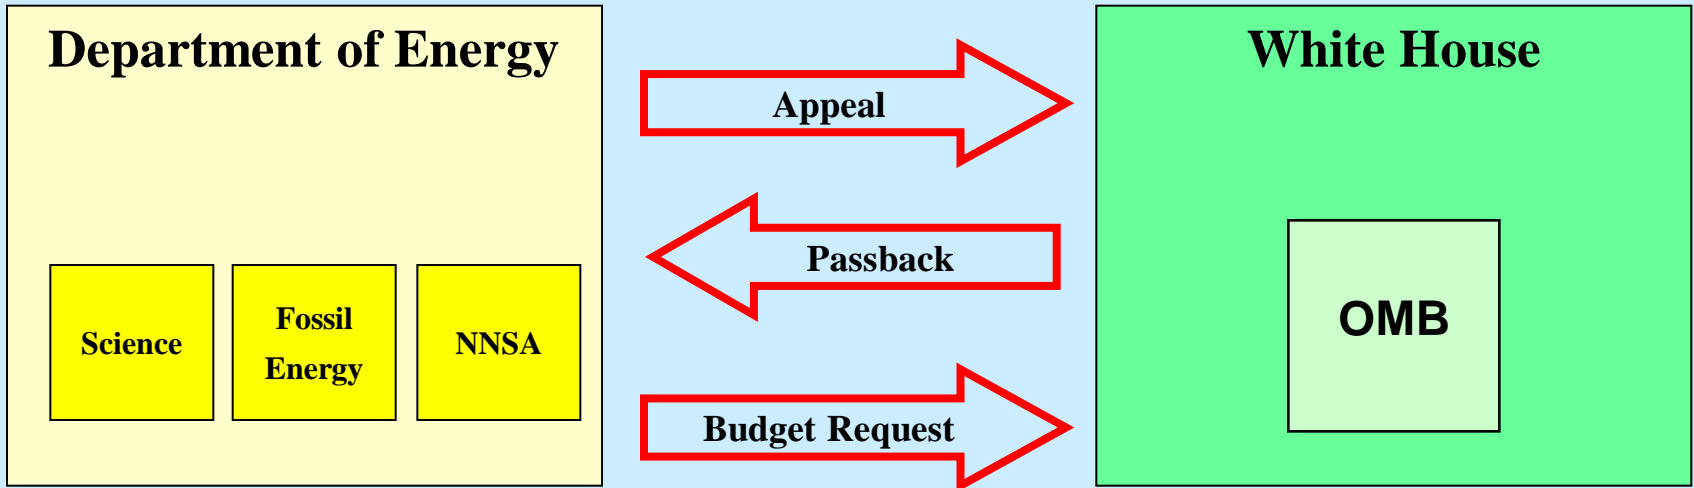 Department of Energy
Science
Fossil
Energy
NNSA
Appeal
Passback
Budget Request
White House
OMB